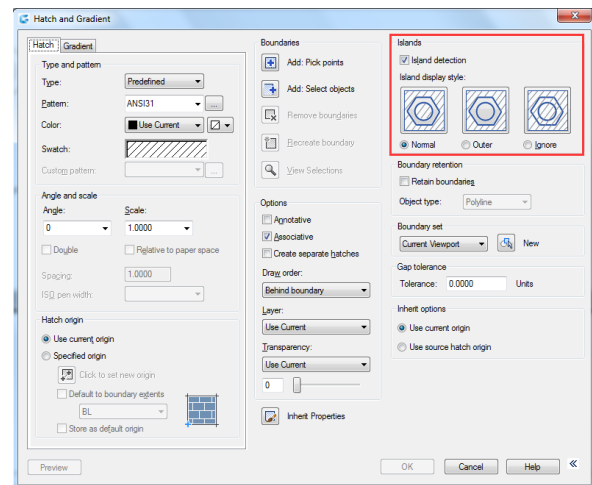 Hatch and Gradient
Hatch
Gradient
Type and pattern
Type:
Predefined
Pattern:
ANSI31
...
Color:
Use Current
Swatch:
Custom pattern:
...
Angle and scale
Angle:
Scale:
0
1.0000
Double
Relative to paper space
Spacing:
1.0000
ISO pen width:
Hatch origin
Use current origin
Specified origin
Click to set new origin
Default to boundary extents
BL
Store as default origin
Boundaries
Add: Pick points
Add: Select objects
Remove boundaries
Recreate boundary
View Selections
Options
Annotative
Associative
Create separate hatches
Draw order:
Behind boundary
Layer:
Use Current
Transparency:
Use Current
0
Inherit Properties
Islands
Island detection
Island display style:
Normal
Outer
Ignore
Boundary retention
Retain boundaries
Object type:
Polyline
Boundary set
Current Viewport
New
Gap tolerance
Tolerance:
0.0000
Units
Inherit options
Use current origin
Use source hatch origin
Preview
OK
Cancel
Help